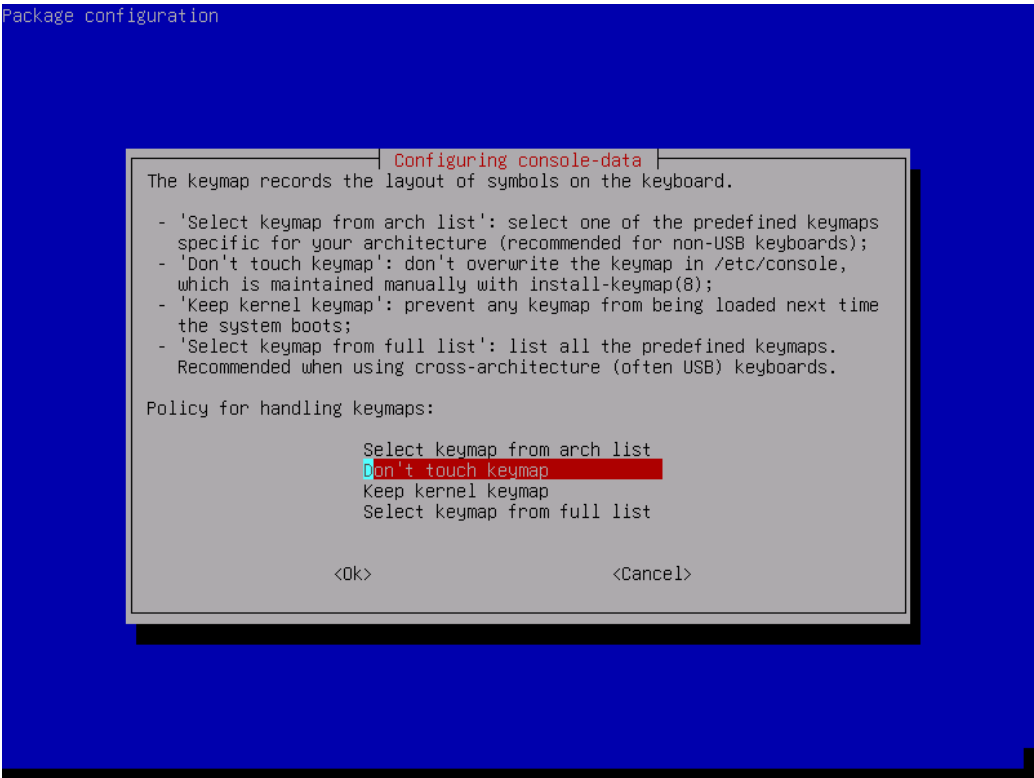 Package configuration
Configuring console-data
The keymap records the layout of symbols on the keyboard.
- 'Select keymap from arch list': select one of the predefined keymaps
specific for your architecture (recommended for non-USB keyboards);
- 'Don't touch keymap': don't overwrite the keymap in /etc/console,
which is maintained manually with install-keymap(8);
- 'Keep kernel keymap': prevent any keymap from being loaded next time
the system boots;
- 'Select keymap from full list': list all the predefined keymaps.
Recommended when using cross-architecture (often USB) keyboards.
Policy for handling keymaps:
Select keymap from arch list
Don't touch keymap
Keep kernel keymap
Select keymap from full list
<Ok> <Cancel>